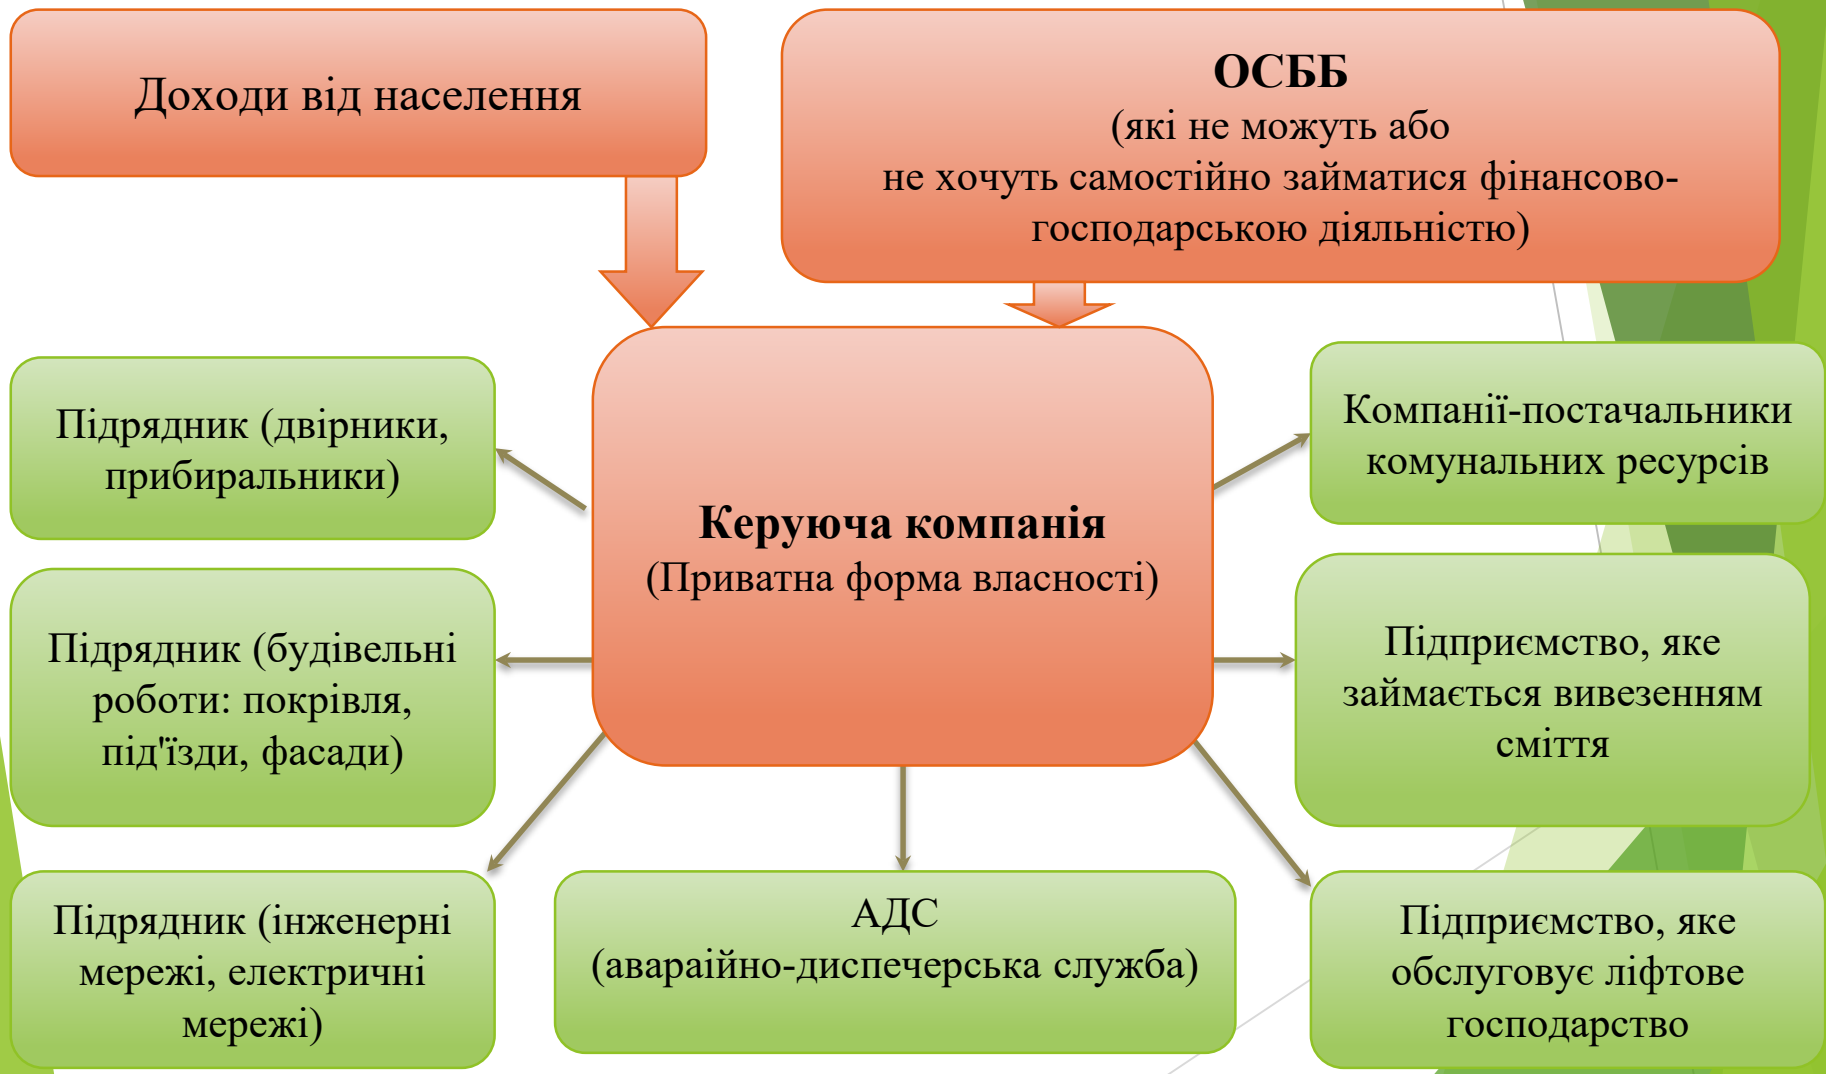 Доходи від населення
ОСББ
(які не можуть або
не хочуть самостійно займатися фінансово-
господарською діяльністю)
Підрядник (двірники,
прибиральники)
Керуюча компанія
(Приватна форма власності)
Компанії-постачальники
комунальних ресурсів
Підрядник (будівельні
роботи: покрівля,
під'їзди, фасади)
Підприємство, яке
займається вивезенням
сміття
Підрядник (інженерні
мережі, електричні
мережі)
АДС
(авараійно-диспечерська служба)
Підприємство, яке
обслуговує ліфтове
господарство